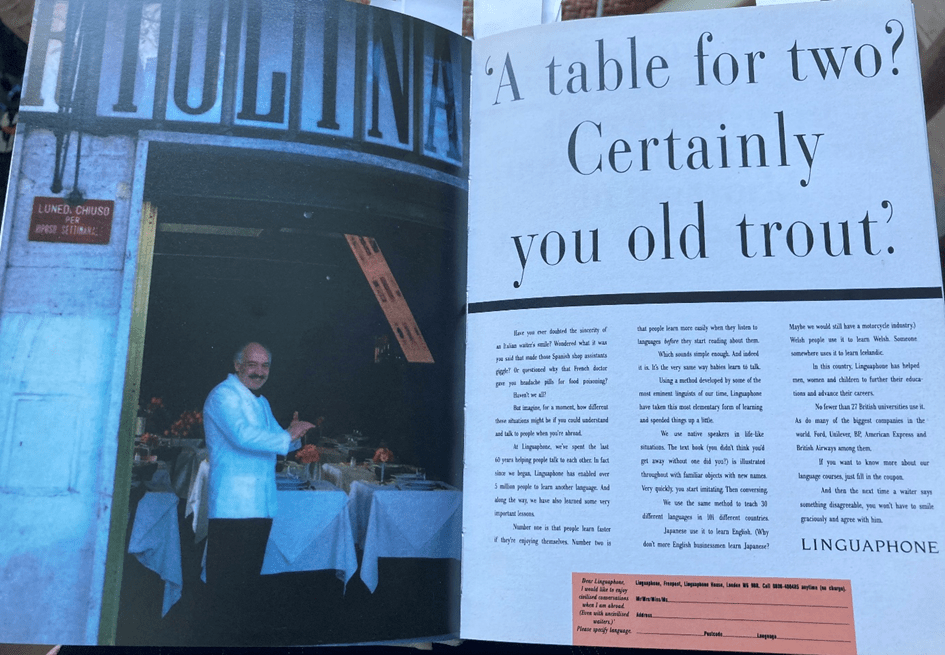 TOLINA
LUNEDI CHIUSO
PER
RIPOSO SETTIMANALE
'A table for two?
Certainly
you old trout.'
Have you ever doubted the sincerity of
an Italian waiter's smile? Wondered what it was
you said that made those Spanish shop assistants
giggle? Or questioned why that French doctor
gave you headache pills for food poisoning?
Haven't we all?
But imagine, for a moment, how different
these situations might be if you could understand
and talk to people when you're abroad.
At Linguaphone, we've spent the last
60 years helping people talk to each other. In fact
since we began, Linguaphone has enabled over
5 million people to learn another language. And
along the way, we have also learned some very
important lessons.
Number one is that people learn faster
if they're enjoying themselves. Number two is
that people learn more easily when they listen to
languages before they start reading about them.
Which sounds simple enough. And indeed
it is. It's the very same way babies learn to talk.
Using a method developed by some of the
most eminent linguists of our time, Linguaphone
have taken this most elementary form of learning
and speeded things up a little.
We use native speakers in life-like
situations. The text book (you didn't think you'd
get away without one did you?) is illustrated
throughout with familiar objects with new names.
Very quickly, you start imitating. Then conversing.
We use the same method to teach 30
different languages in 101 different countries.
Japanese use it to learn English. (Why
don't more English businessmen learn Japanese?
Maybe we would still have a motorcycle industry.)
Welsh people use it to learn Welsh. Someone
somewhere uses it to learn Icelandic.
In this country, Linguaphone has helped
men, women and children to further their educa-
tions and advance their careers.
No fewer than 77 British universities use it.
As do many of the biggest companies in the
world. Ford, Unilever, BP, American Express and
British Airways among them.
If you want to know more about our
language courses, just fill in the coupon.
And then the next time a waiter says
something disagreeable, you won't have to smile
graciously and agree with him.
LINGUAPHONE
Dear Linguaphone,
I would like to enjoy
civilised conversations
when I am abroad.
(Even with uncivilised
waiters.)
Please specify language.
Linguaphone, Freepost, Linguaphone House, London W6 9BR. Call 0800-400485 anytime (no charge).
Mr/Mrs/Miss/Ms
Address
Postcode Language